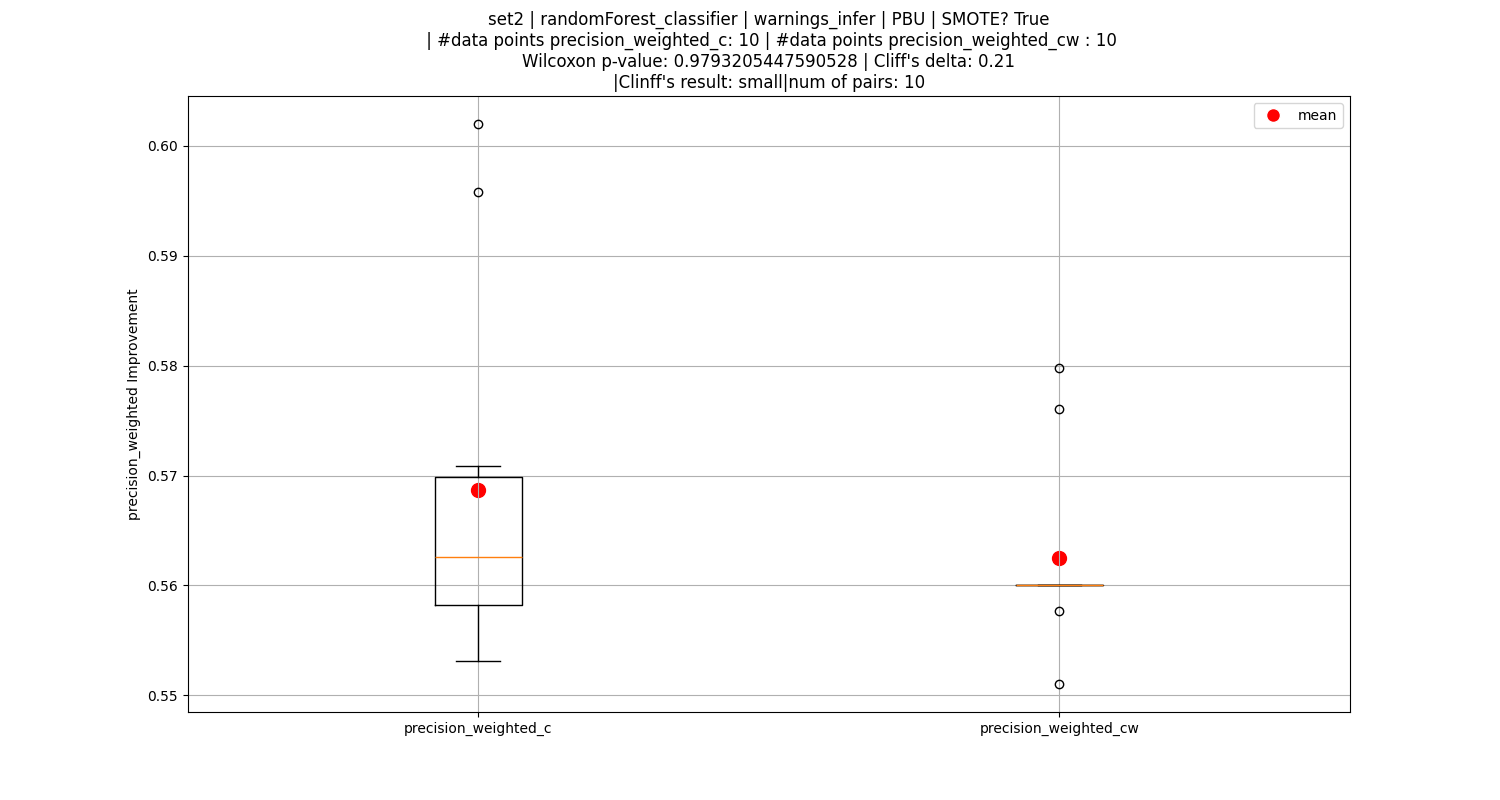 set2 | randomForest_classifier | warnings_infer | PBU | SMOTE? True
| #data points precision_weighted_c: 10 | #data points precision_weighted_cw : 10
Wilcoxon p-value: 0.9793205447590528 | Cliff's delta: 0.21
|Clinff's result: small|num of pairs: 10
mean
0.60
0.59
0.58
0.57
0.56
0.55
precision_weighted Improvement
precision_weighted_c
precision_weighted_cw